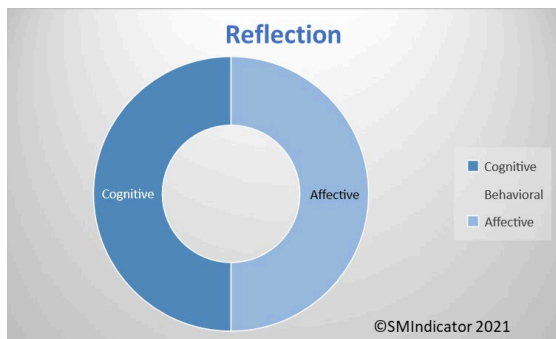 Reflection
Cognitive
Affective
Cognitive
Behavioral
Affective
©SMIndicator 2021